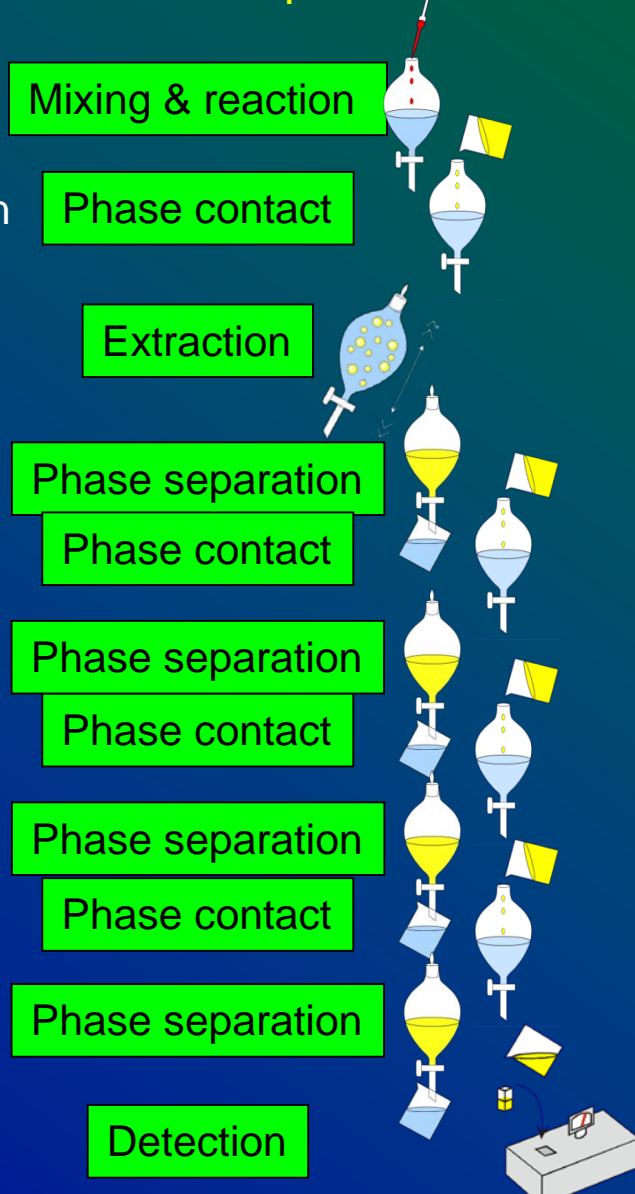 Mixing & reaction
Phase contact
Extraction
Phase separation
Phase contact
Phase separation
Phase contact
Phase separation
Phase contact
Phase separation
Detection